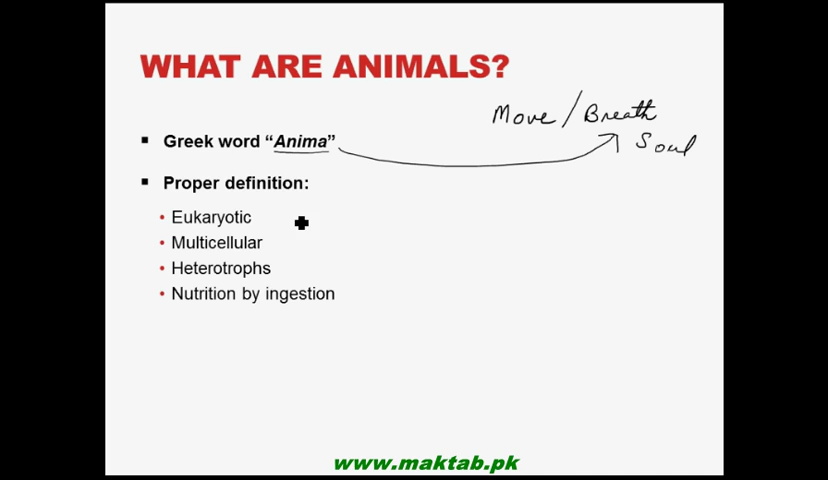 WHAT ARE ANIMALS?
Move / Breath
Greek word “Anima”
Soul
Proper definition:
Eukaryotic
Multicellular
Heterotrophs
Nutrition by ingestion
www.maktab.pk